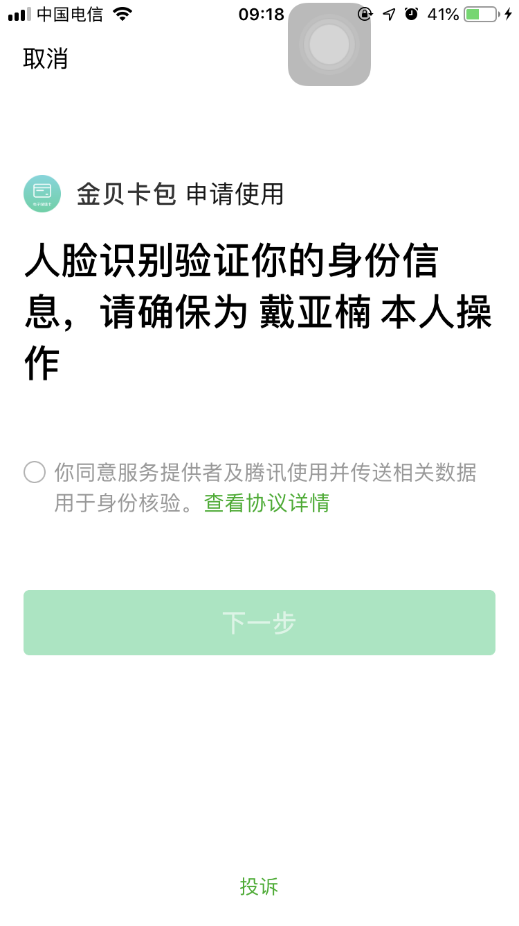 中国电信 09:18 41%
取消
金贝卡包 申请使用
人脸识别验证你的身份信
息，请确保为 戴亚楠 本人操
作
你同意服务提供者及腾讯使用并传送相关数据
用于身份核验。查看协议详情
下一步
投诉